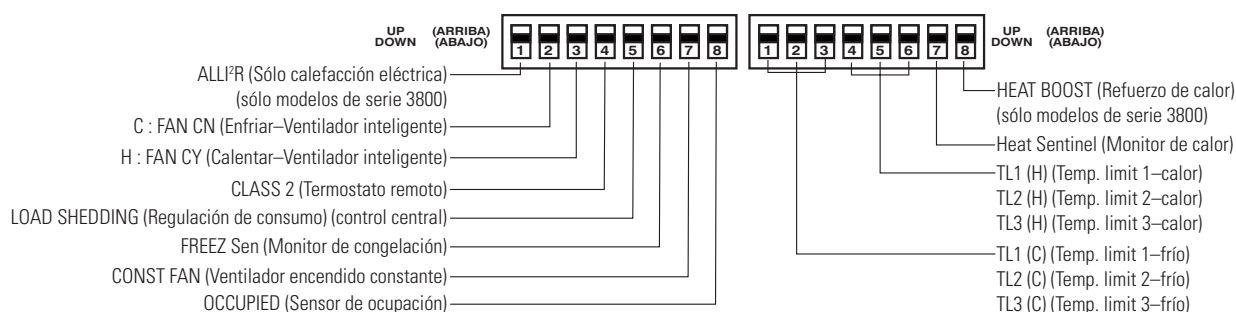 UP (ARRIBA)
DOWN (ABAJO)
1 2 3 4 5 6 7 8
1 2 3 4 5 6 7 8
UP (ARRIBA)
DOWN (ABAJO)
ALLI²R (Sólo calefacción eléctrica)
(sólo modelos de serie 3800)
C : FAN CN (Enfriar–Ventilador inteligente)
H : FAN CY (Calentar–Ventilador inteligente)
CLASS 2 (Termostato remoto)
LOAD SHEDDING (Regulación de consumo) (control central)
FREEZ Sen (Monitor de congelación)
CONST FAN (Ventilador encendido constante)
OCCUPIED (Sensor de ocupación)
HEAT BOOST (Refuerzo de calor)
(sólo modelos de serie 3800)
Heat Sentinel (Monitor de calor)
TL1 (H) (Temp. limit 1–calor)
TL2 (H) (Temp. limit 2–calor)
TL3 (H) (Temp. limit 3–calor)
TL1 (C) (Temp. limit 1–frío)
TL2 (C) (Temp. limit 2–frío)
TL3 (C) (Temp. limit 3–frío)